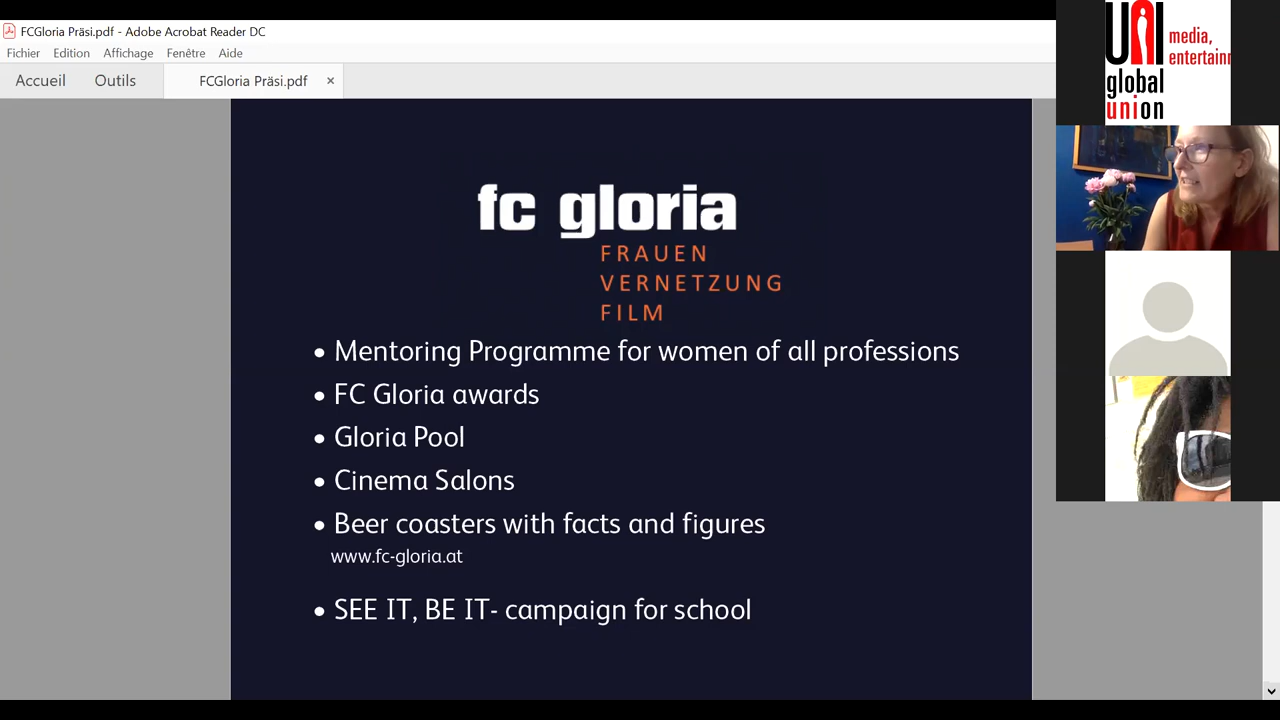 FCGloria Präsi.pdf - Adobe Acrobat Reader DC
Fichier Edition Affichage Fenêtre Aide
Accueil Outils FCGloria Präsi.pdf ×
fc gloria
FRAUEN
VERNETZUNG
FILM
• Mentoring Programme for women of all professions
• FC Gloria awards
• Gloria Pool
• Cinema Salons
• Beer coasters with facts and figures
www.fc-gloria.at
• SEE IT, BE IT- campaign for school
UNI
media,
entertainm
global
union